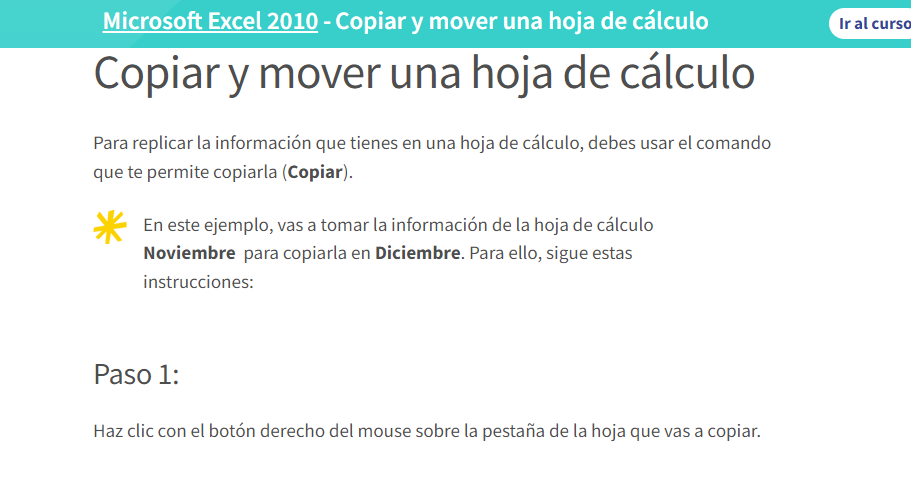 Microsoft Excel 2010 - Copiar y mover una hoja de cálculo
Ir al curso
Copiar y mover una hoja de cálculo
Para replicar la información que tienes en una hoja de cálculo, debes usar el comando
que te permite copiarla (Copiar).
En este ejemplo, vas a tomar la información de la hoja de cálculo
Noviembre para copiarla en Diciembre. Para ello, sigue estas
instrucciones:
Paso 1:
Haz clic con el botón derecho del mouse sobre la pestaña de la hoja que vas a copiar.